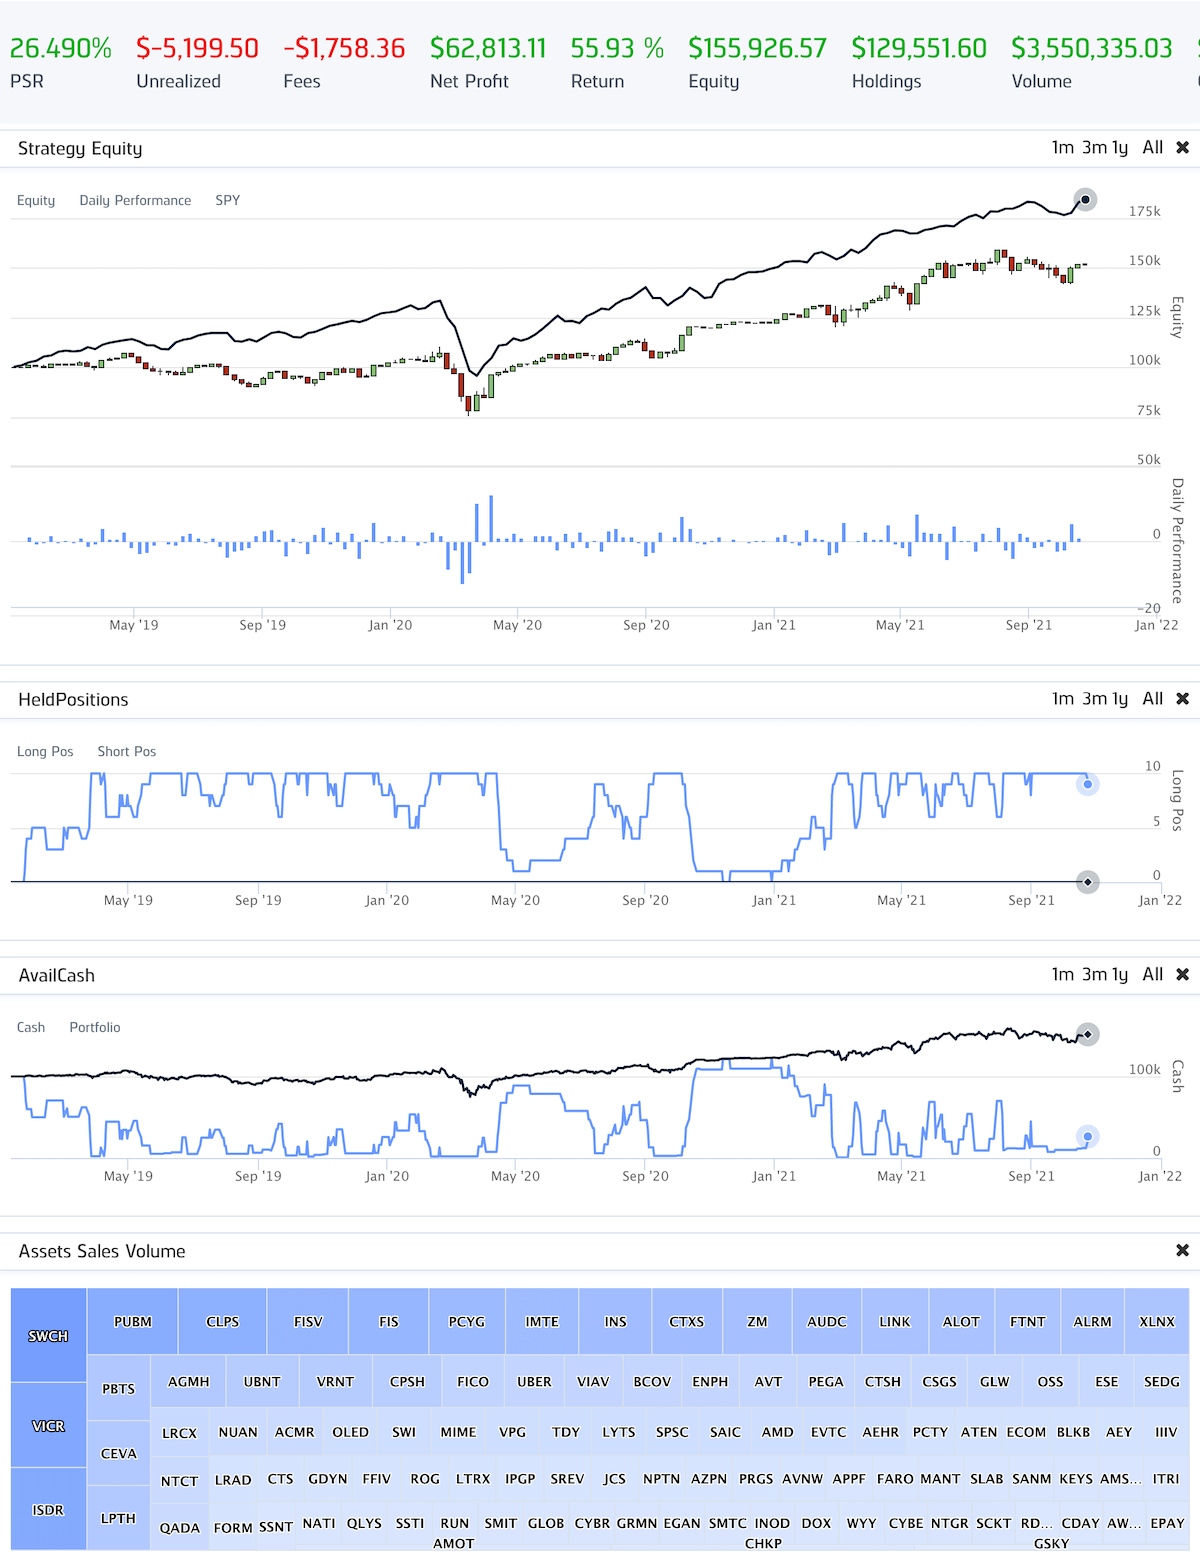 26.490% $-5,199.50 -$1,758.36 $62,813.11 55.93 % $155,926.57 $129,551.60 $3,550,335.03
PSR Unrealized Fees Net Profit Return Equity Holdings Volume
Strategy Equity 1m 3m 1y All ✖
Equity Daily Performance SPY
175k
150k
125k
100k
75k
50k
Equity
0
-20
Daily Performance
May '19 Sep '19 Jan '20 May '20 Sep '20 Jan '21 May '21 Sep '21 Jan '22
HeldPositions 1m 3m 1y All ✖
Long Pos Short Pos
10
5
0
Long Pos
May '19 Sep '19 Jan '20 May '20 Sep '20 Jan '21 May '21 Sep '21 Jan '22
AvailCash 1m 3m 1y All ✖
Cash Portfolio
100k
0
Cash
May '19 Sep '19 Jan '20 May '20 Sep '20 Jan '21 May '21 Sep '21 Jan '22
Assets Sales Volume ✖
SWCH PUBM CLPS FISV FIS PCYG IMTE INS CTXS ZM AUDC LINK ALOT FTNT ALRM XLNX
PBTS AGMH UBNT VRNT CPSH FICO UBER VIAV BCOV ENPH AVT PEGA CTSH CSGS GLW OSS ESE SEDG
VICR LRCX NUAN ACMR OLED SWI MIME VPG TDY LYTS SPSC SAIC AMD EVTC AEHR PCTY ATEN ECOM BLKB AEY IIIV
CEVA NTCT LRAD CTS GDYN FFIV ROG LTRX IPGP SREV JCS NPTN AZPN PRGS AVNW APPF FARO MANT SLAB SANM KEYS AMS... ITRI
ISDR LPTH QADA FORM SSNT NATI QLYS SSTI RUN SMIT GLOB CYBR GRMN EGAN SMTC INOD DOX WYY CYBE NTGR SCKT RD... CDAY AW... EPAY
AMOT CHKP GSKY